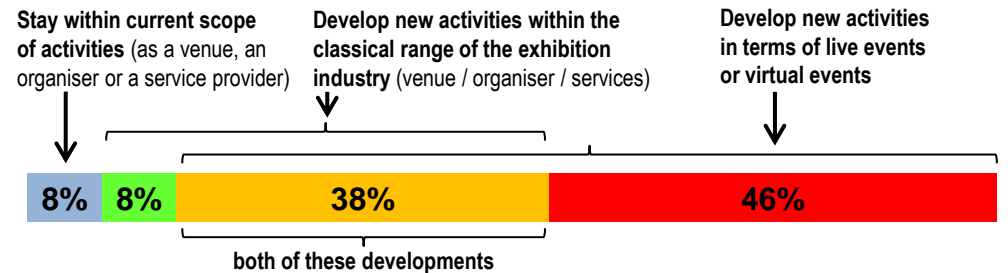 Stay within current scope
of activities (as a venue, an
organiser or a service provider)
Develop new activities within the
classical range of the exhibition
industry (venue / organiser / services)
Develop new activities
in terms of live events
or virtual events
8%
8%
38%
46%
both of these developments